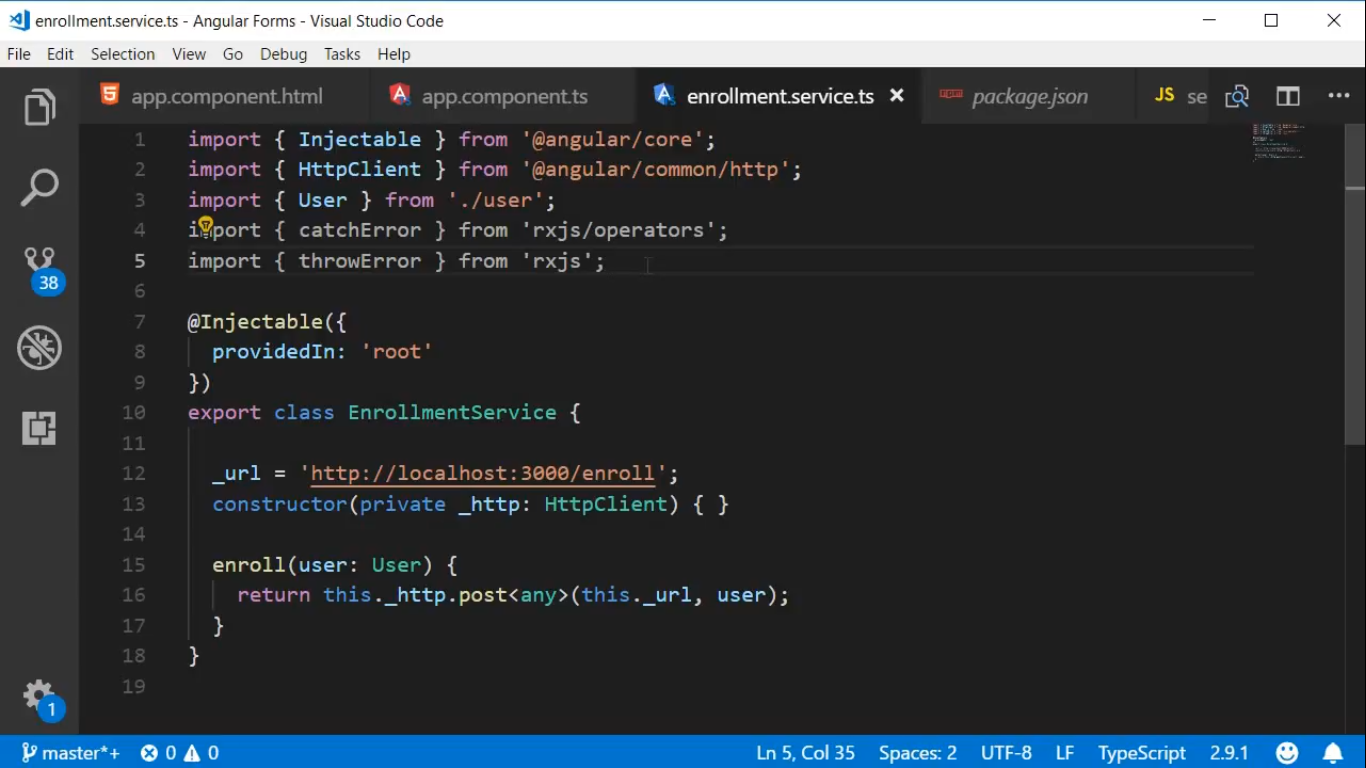 enrollment.service.ts - Angular Forms - Visual Studio Code
File Edit Selection View Go Debug Tasks Help
app.component.html app.component.ts enrollment.service.ts package.json JS se
1 import { Injectable } from '@angular/core';
2 import { HttpClient } from '@angular/common/http';
3 import { User } from './user';
4 import { catchError } from 'rxjs/operators';
5 import { throwError } from 'rxjs';
6
7 @Injectable({
8 providedIn: 'root'
9 })
10 export class EnrollmentService {
11
12 _url = 'http://localhost:3000/enroll';
13 constructor(private _http: HttpClient) { }
14
15 enroll(user: User) {
16 return this._http.post<any>(this._url, user);
17 }
18 }
19
38
1
master*+ 0 0 Ln 5, Col 35 Spaces: 2 UTF-8 LF TypeScript 2.9.1